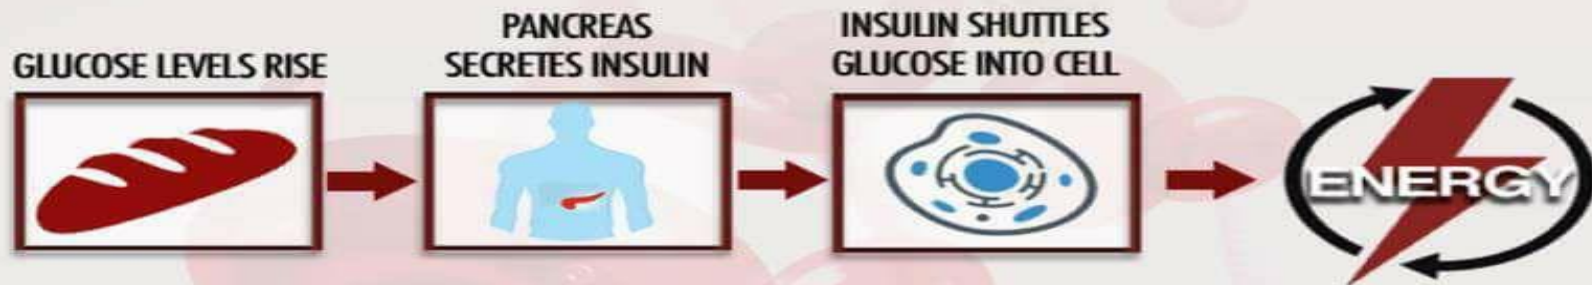 GLUCOSE LEVELS RISE
PANCREAS
SECRETES INSULIN
INSULIN SHUTTLES
GLUCOSE INTO CELL
ENERGY